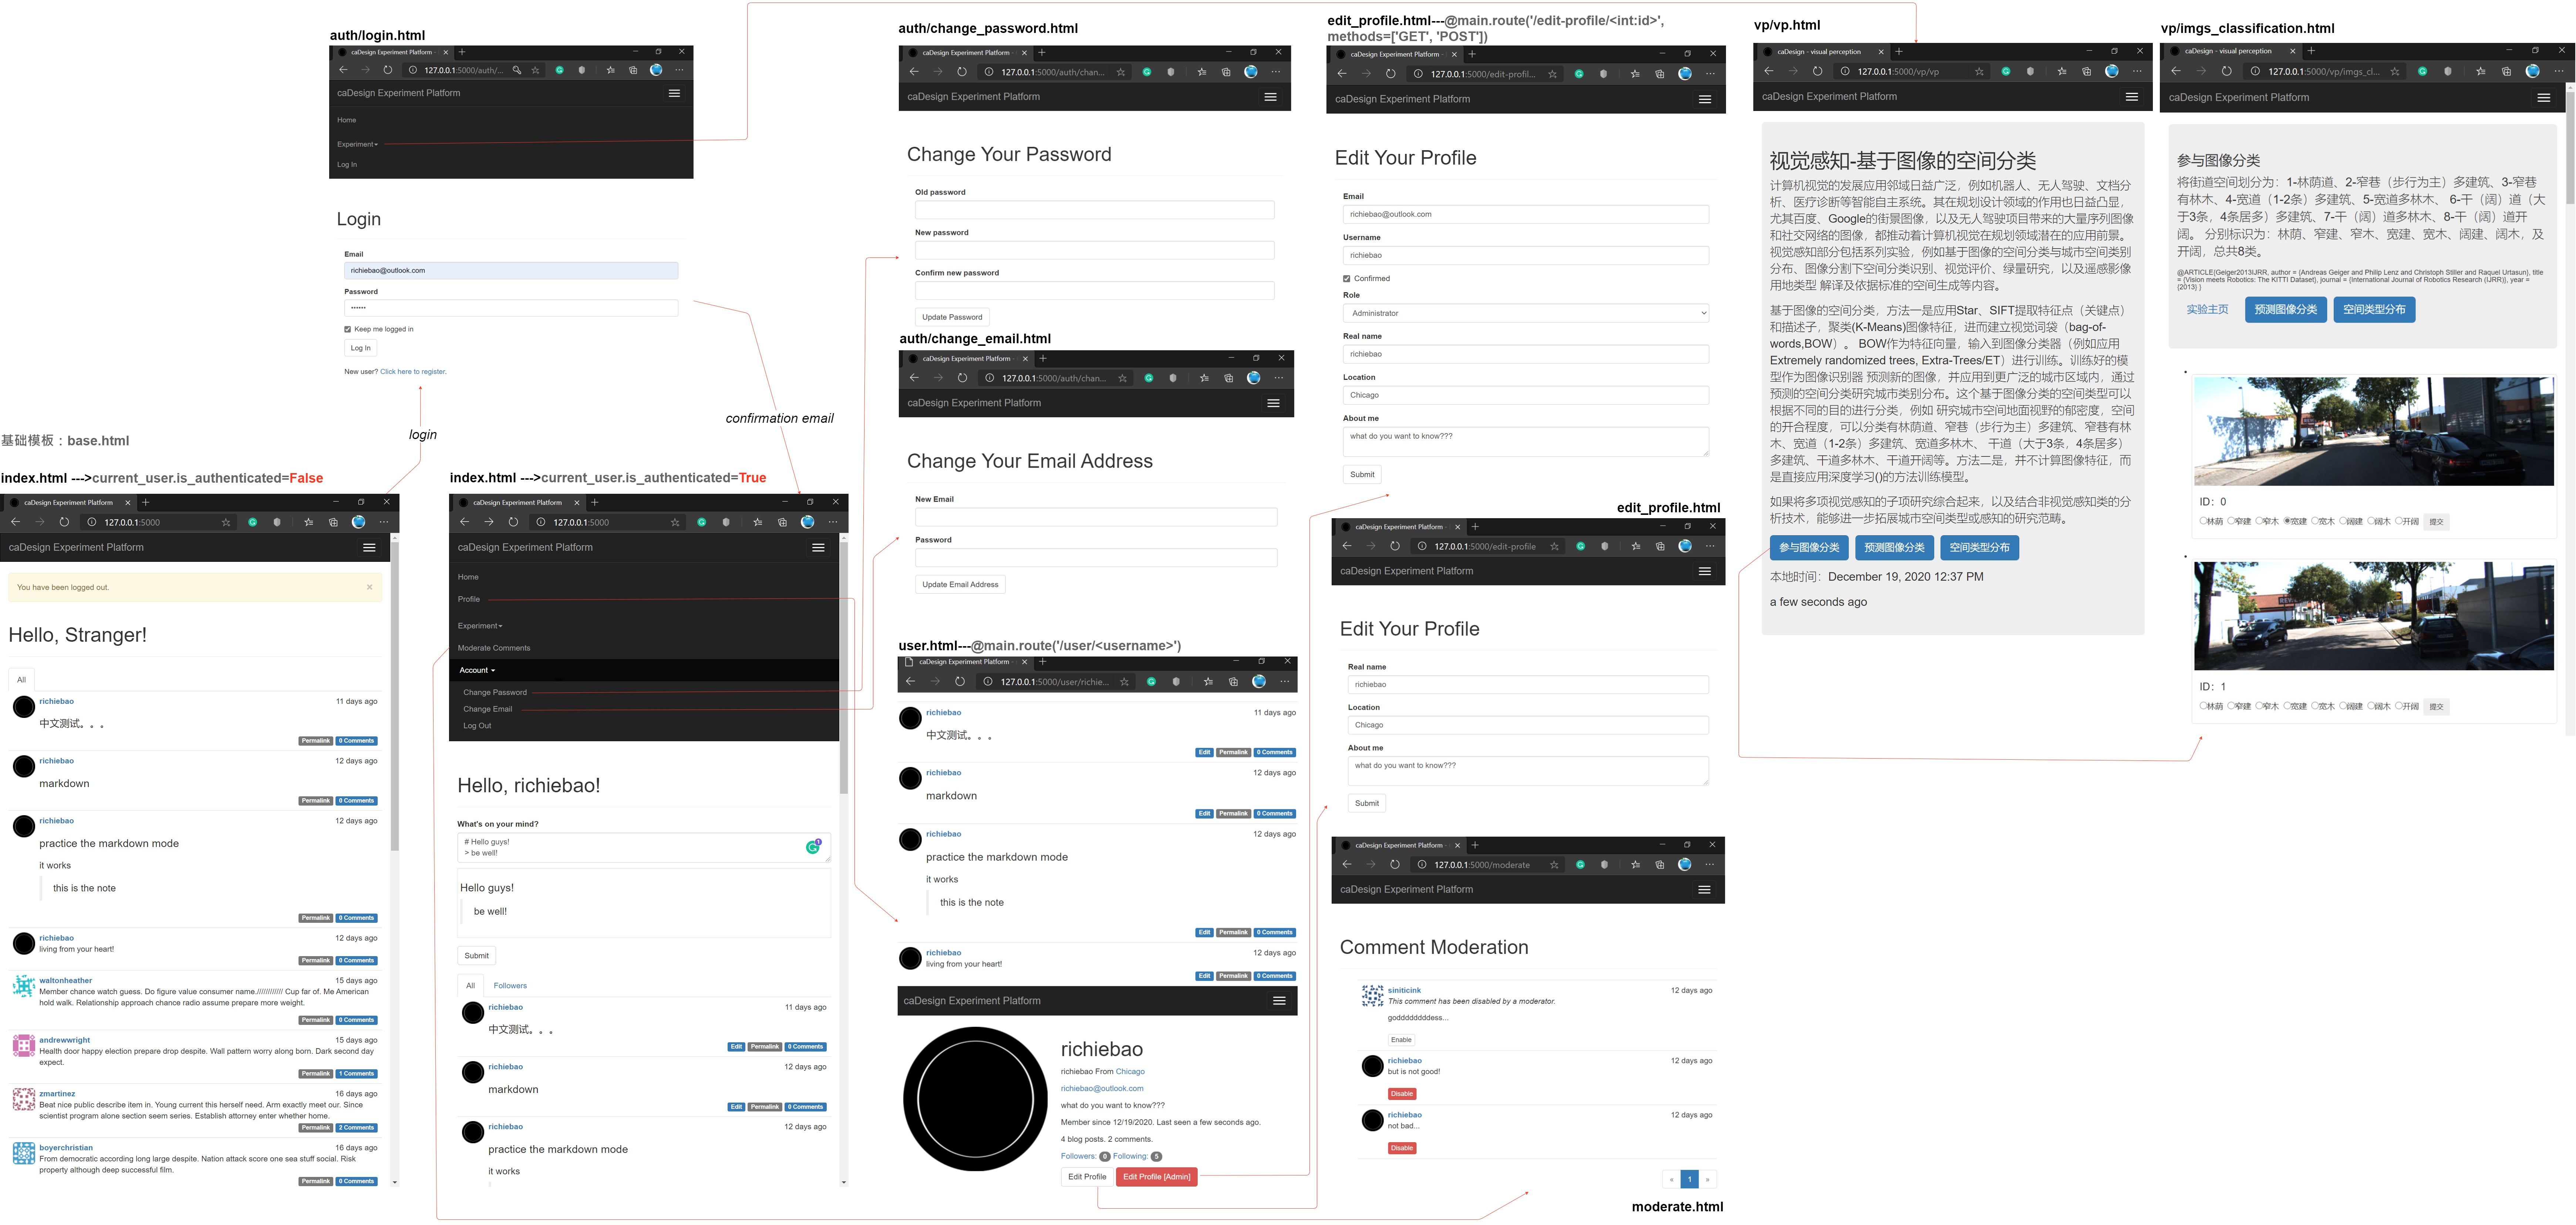 auth/login.html
caDesign Experiment Platform
127.0.0.1:5000/auth/...
caDesign Experiment Platform
Home
Experiment
Log In
Login
Email
richiebao@outlook.com
Password
Keep me logged in
Log In
New user? Click here to register.
login
confirmation email
基础模板：base.html
index.html --->current_user.is_authenticated=False
caDesign Experiment Platform
127.0.0.1:5000
caDesign Experiment Platform
You have been logged out.
Hello, Stranger!
All
richiebao 11 days ago
中文测试。。。
Permalink 0 Comments
richiebao 12 days ago
markdown
Permalink 0 Comments
richiebao 12 days ago
practice the markdown mode
it works
this is the note
Permalink 0 Comments
richiebao 12 days ago
living from your heart!
Permalink 0 Comments
waltonheather 15 days ago
Member chance watch guess. Do figure value consumer name.//////////// Cup far of. Me American
hold walk. Relationship approach chance radio assume prepare more weight.
Permalink 0 Comments
andrewwright 15 days ago
Health door happy election prepare drop despite. Wall pattern worry along born. Dark second day
expect.
Permalink 1 Comments
zmartinez 16 days ago
Beat nice public describe item in. Young current this herself need. Arm exactly meet our. Since
scientist program alone section seem series. Establish attorney enter whether home.
Permalink 2 Comments
boyerchristian 16 days ago
From democratic according long large despite. Nation attack score one sea stuff social. Risk
property although deep successful film.
Permalink 0 Comments
index.html --->current_user.is_authenticated=True
caDesign Experiment Platform
127.0.0.1:5000
caDesign Experiment Platform
Home
Profile
Experiment
Moderate Comments
Account
Change Password
Change Email
Log Out
Hello, richiebao!
What's on your mind?
# Hello guys!
> be well!
Hello guys!
be well!
Submit
All Followers
richiebao 11 days ago
中文测试。。。
Edit Permalink 0 Comments
richiebao 12 days ago
markdown
Edit Permalink 0 Comments
richiebao 12 days ago
practice the markdown mode
it works
auth/change_password.html
caDesign Experiment Platform -
127.0.0.1:5000/auth/chan...
caDesign Experiment Platform
Change Your Password
Old password
New password
Confirm new password
Update Password
auth/change_email.html
caDesign Experiment Platform -
127.0.0.1:5000/auth/chan...
caDesign Experiment Platform
Change Your Email Address
New Email
Password
Update Email Address
user.html---@main.route('/user/<username>')
caDesign Experiment Platform -
127.0.0.1:5000/user/richie...
richiebao 11 days ago
中文测试。。。
Edit Permalink 0 Comments
richiebao 12 days ago
markdown
Edit Permalink 0 Comments
richiebao 12 days ago
practice the markdown mode
it works
this is the note
Edit Permalink 0 Comments
richiebao 12 days ago
living from your heart!
Edit Permalink 0 Comments
caDesign Experiment Platform
richiebao
richiebao From Chicago
richiebao@outlook.com
what do you want to know???
Member since 12/19/2020. Last seen a few seconds ago.
4 blog posts. 2 comments.
Followers: 0 Following: 5
Edit Profile Edit Profile [Admin]
edit_profile.html---@main.route('/edit-profile/<int:id>',
methods=['GET', 'POST'])
caDesign Experiment Platform -
127.0.0.1:5000/edit-profil...
caDesign Experiment Platform
Edit Your Profile
Email
richiebao@outlook.com
Username
richiebao
Confirmed
Role
Administrator
Real name
richiebao
Location
Chicago
About me
what do you want to know???
Submit
edit_profile.html
caDesign Experiment Platform -
127.0.0.1:5000/edit-profile
caDesign Experiment Platform
Edit Your Profile
Real name
richiebao
Location
Chicago
About me
what do you want to know???
Submit
caDesign Experiment Platform -
127.0.0.1:5000/moderate
caDesign Experiment Platform
Comment Moderation
siniticink 12 days ago
This comment has been disabled by a moderator.
goddddddddess...
Enable
richiebao 12 days ago
but is not good!
Disable
richiebao 12 days ago
not bad...
Disable
« 1 »
moderate.html
vp/vp.html
caDesign - visual perception
127.0.0.1:5000/vp/vp
caDesign Experiment Platform
视觉感知-基于图像的空间分类
计算机视觉的发展应用邻域日益广泛，例如机器人、无人驾驶、文档分
析、医疗诊断等智能自主系统。其在规划设计领域的作用也日益凸显，
尤其百度、Google的街景图像，以及无人驾驶项目带来的大量序列图像
和社交网络的图像，都推动着计算机视觉在规划领域潜在的应用前景。
视觉感知部分包括系列实验，例如基于图像的空间分类与城市空间类别
分布、图像分割下空间分类识别、视觉评价、绿量研究，以及遥感影像
用地类型 解译及依据标准的空间生成等内容。
基于图像的空间分类，方法一是应用Star、SIFT提取特征点（关键点）
和描述子，聚类(K-Means)图像特征，进而建立视觉词袋（bag-of-
words,BOW）。 BOW作为特征向量，输入到图像分类器（例如应用
Extremely randomized trees, Extra-Trees/ET）进行训练。训练好的模
型作为图像识别器 预测新的图像，并应用到更广泛的城市区域内，通过
预测的空间分类研究城市类别分布。这个基于图像分类的空间类型可以
根据不同的目的进行分类，例如 研究城市空间地面视野的郁密度，空间
的开合程度，可以分类有林荫道、窄巷（步行为主）多建筑、窄巷有林
木、宽道（1-2条）多建筑、宽道多林木、 干道（大于3条，4条居多）
多建筑、干道多林木、干道开阔等。方法二是，并不计算图像特征，而
是直接应用深度学习()的方法训练模型。
如果将多项视觉感知的子项研究综合起来，以及结合非视觉感知类的分
析技术，能够进一步拓展城市空间类型或感知的研究范畴。
参与图像分类 预测图像分类 空间类型分布
本地时间：December 19, 2020 12:37 PM
a few seconds ago
vp/imgs_classification.html
caDesign - visual perception
127.0.0.1:5000/vp/imgs_cl...
caDesign Experiment Platform
参与图像分类
将街道空间划分为：1-林荫道、2-窄巷（步行为主）多建筑、3-窄巷
有林木、4-宽道（1-2条）多建筑、5-宽道多林木、 6-干（阔）道（大
于3条，4条居多）多建筑、7-干（阔）道多林木、8-干（阔）道开
阔。 分别标识为：林荫、窄建、窄木、宽建、宽木、阔建、阔木，及
开阔，总共8类。
@ARTICLE{Geiger2013IJRR, author = {Andreas Geiger and Philip Lenz and Christoph Stiller and Raquel Urtasun}, title
= {Vision meets Robotics: The KITTI Dataset}, journal = {International Journal of Robotics Research (IJRR)}, year =
{2013} }
实验主页 预测图像分类 空间类型分布
ID：0
林荫 窄建 窄木 宽建 宽木 阔建 阔木 开阔 提交
ID：1
林荫 窄建 窄木 宽建 宽木 阔建 阔木 开阔 提交